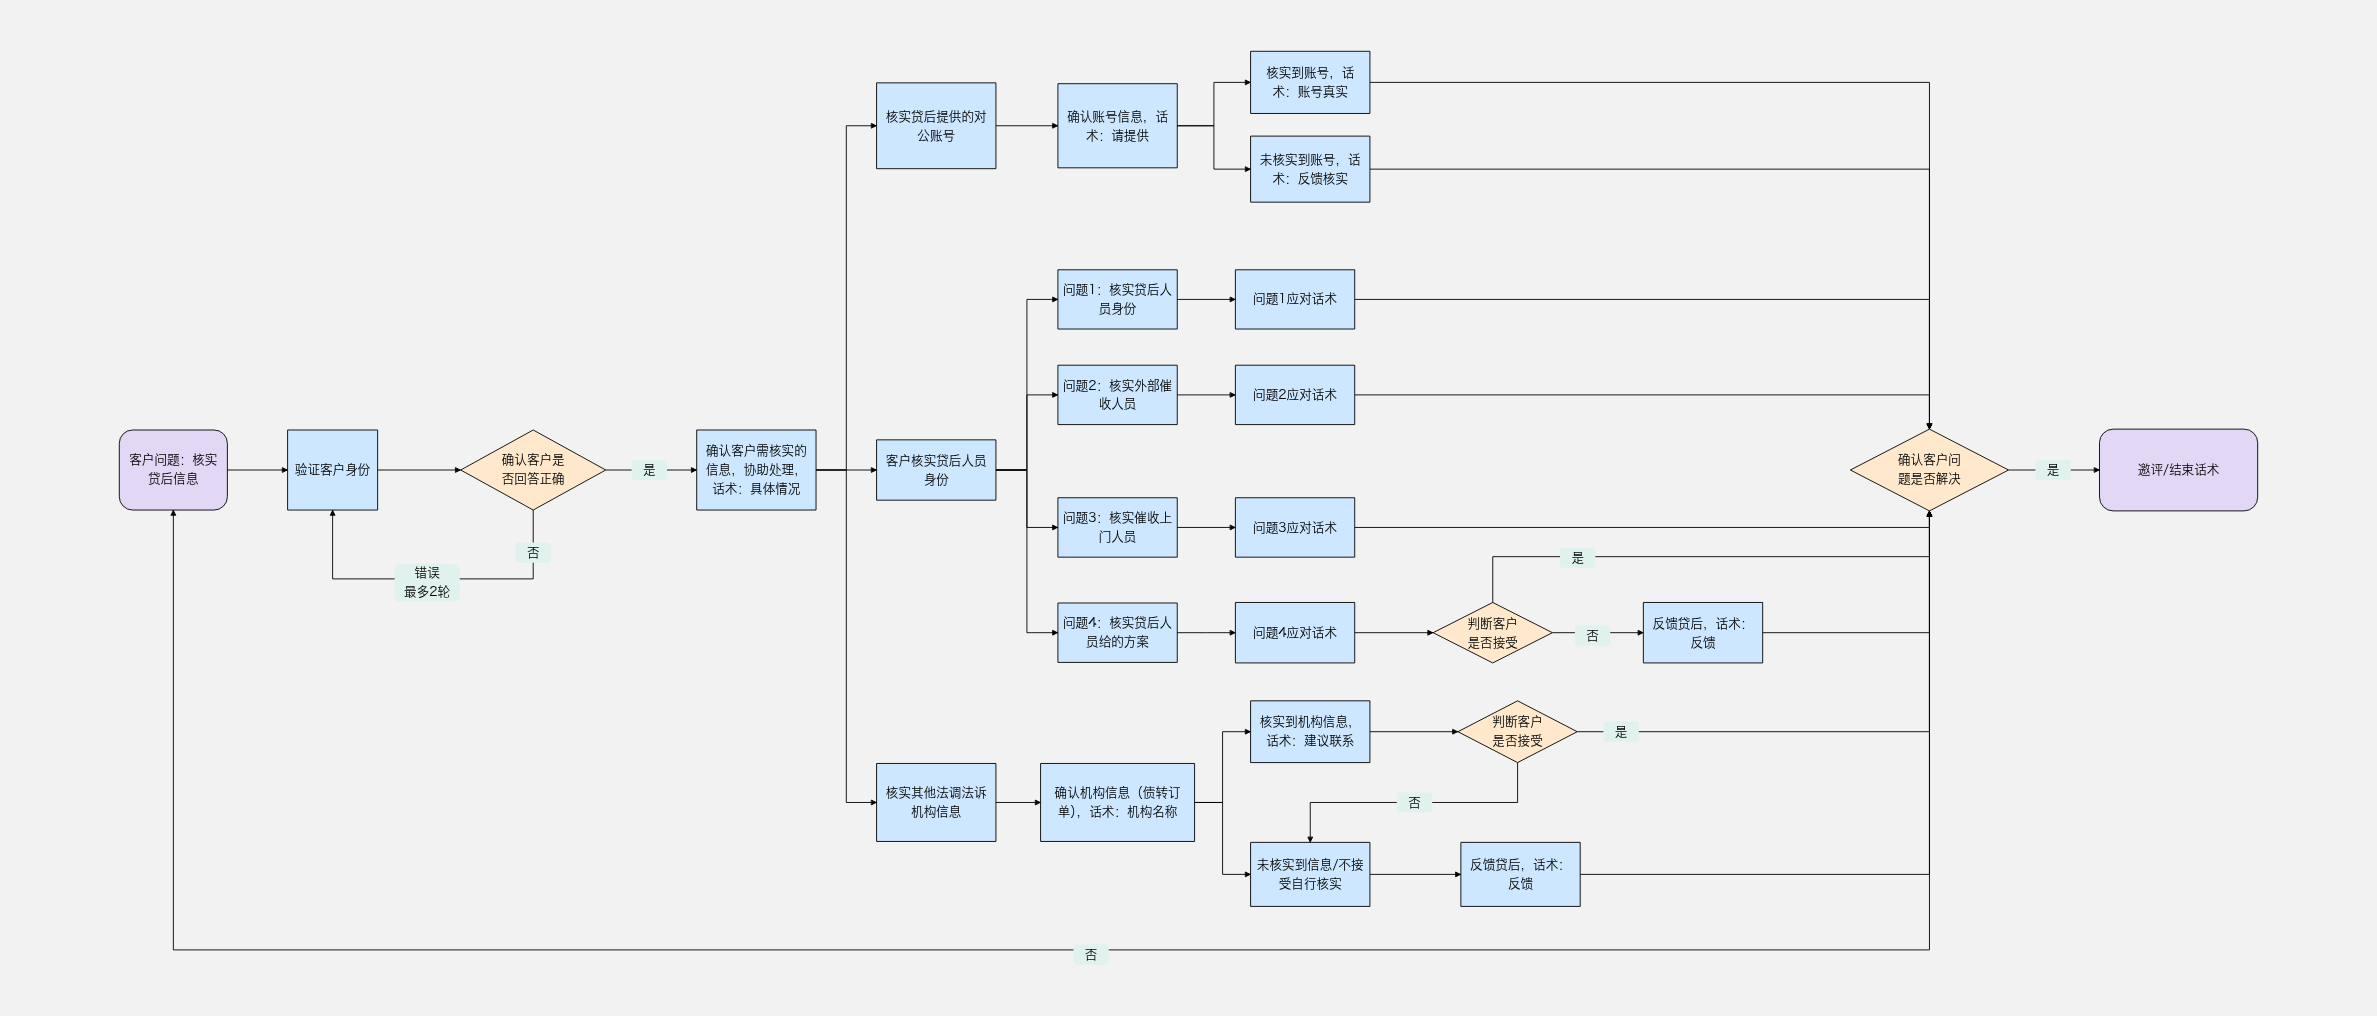 核实到账号，话
术：账号真实
核实贷后提供的对
公账号
确认账号信息，话
术：请提供
未核实到账号，话
术：反馈核实
问题1：核实贷后人
员身份
问题1应对话术
问题2：核实外部催
收人员
问题2应对话术
客户问题：核实
贷后信息
验证客户身份
确认客户是
否回答正确
是
确认客户需核实的
信息，协助处理，
话术：具体情况
客户核实贷后人员
身份
确认客户问
题是否解决
是
邀评/结束话术
否
错误
最多2轮
问题3：核实催收上
门人员
问题3应对话术
是
问题4：核实贷后人
员给的方案
问题4应对话术
判断客户
是否接受
否
反馈贷后，话术：
反馈
核实到机构信息，
话术：建议联系
判断客户
是否接受
是
核实其他法调法诉
机构信息
确认机构信息（债转订
单），话术：机构名称
否
未核实到信息/不接
受自行核实
反馈贷后，话术：
反馈
否